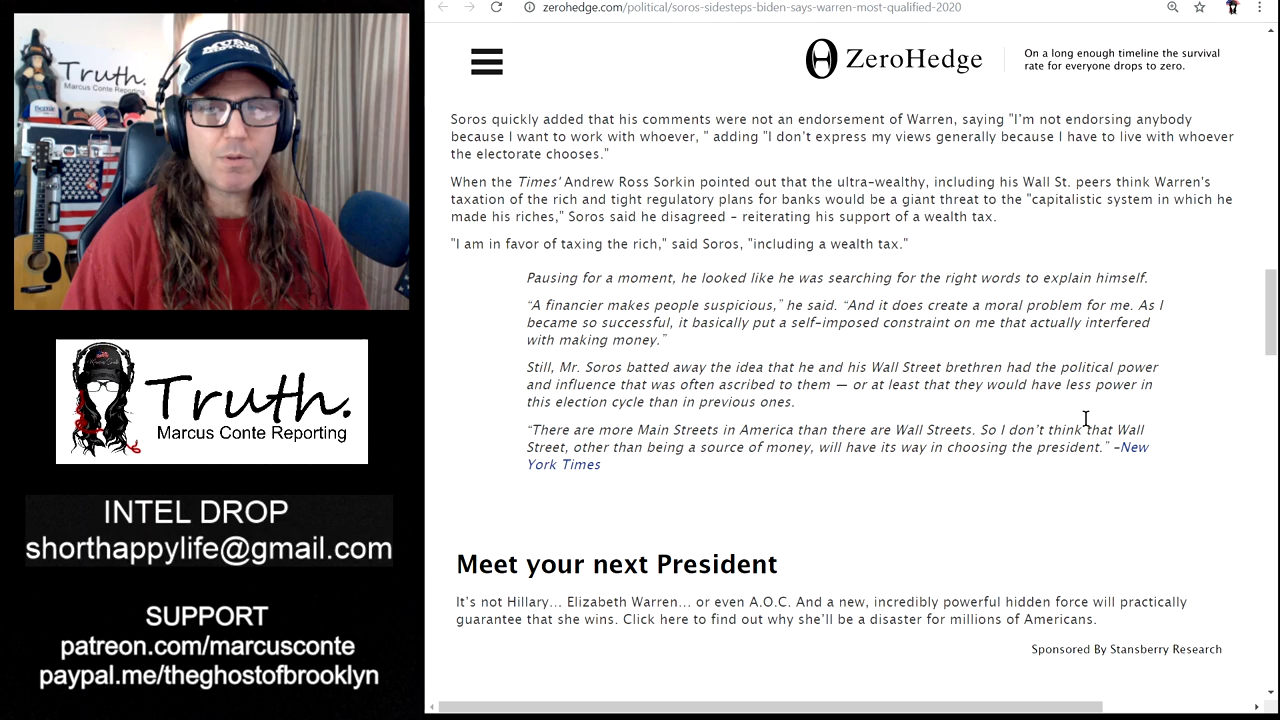 Truth.
Marcus Conte Reporting
MUSIC
Bernie
Truth.
Marcus Conte Reporting
INTEL DROP
shorthappylife@gmail.com
SUPPORT
patreon.com/marcusconte
paypal.me/theghostofbrooklyn
zerohedge.com/political/soros-sidesteps-biden-says-warren-most-qualified-2020
ZeroHedge
On a long enough timeline the survival
rate for everyone drops to zero.
Soros quickly added that his comments were not an endorsement of Warren, saying "I'm not endorsing anybody
because I want to work with whoever, " adding "I don't express my views generally because I have to live with whoever
the electorate chooses."
When the Times' Andrew Ross Sorkin pointed out that the ultra-wealthy, including his Wall St. peers think Warren's
taxation of the rich and tight regulatory plans for banks would be a giant threat to the "capitalistic system in which he
made his riches," Soros said he disagreed - reiterating his support of a wealth tax.
"I am in favor of taxing the rich," said Soros, "including a wealth tax."
Pausing for a moment, he looked like he was searching for the right words to explain himself.
“A financier makes people suspicious,” he said. “And it does create a moral problem for me. As I
became so successful, it basically put a self-imposed constraint on me that actually interfered
with making money.”
Still, Mr. Soros batted away the idea that he and his Wall Street brethren had the political power
and influence that was often ascribed to them — or at least that they would have less power in
this election cycle than in previous ones.
“There are more Main Streets in America than there are Wall Streets. So I don’t think that Wall
Street, other than being a source of money, will have its way in choosing the president.” -New
York Times
Meet your next President
It’s not Hillary... Elizabeth Warren... or even A.O.C. And a new, incredibly powerful hidden force will practically
guarantee that she wins. Click here to find out why she’ll be a disaster for millions of Americans.
Sponsored By Stansberry Research